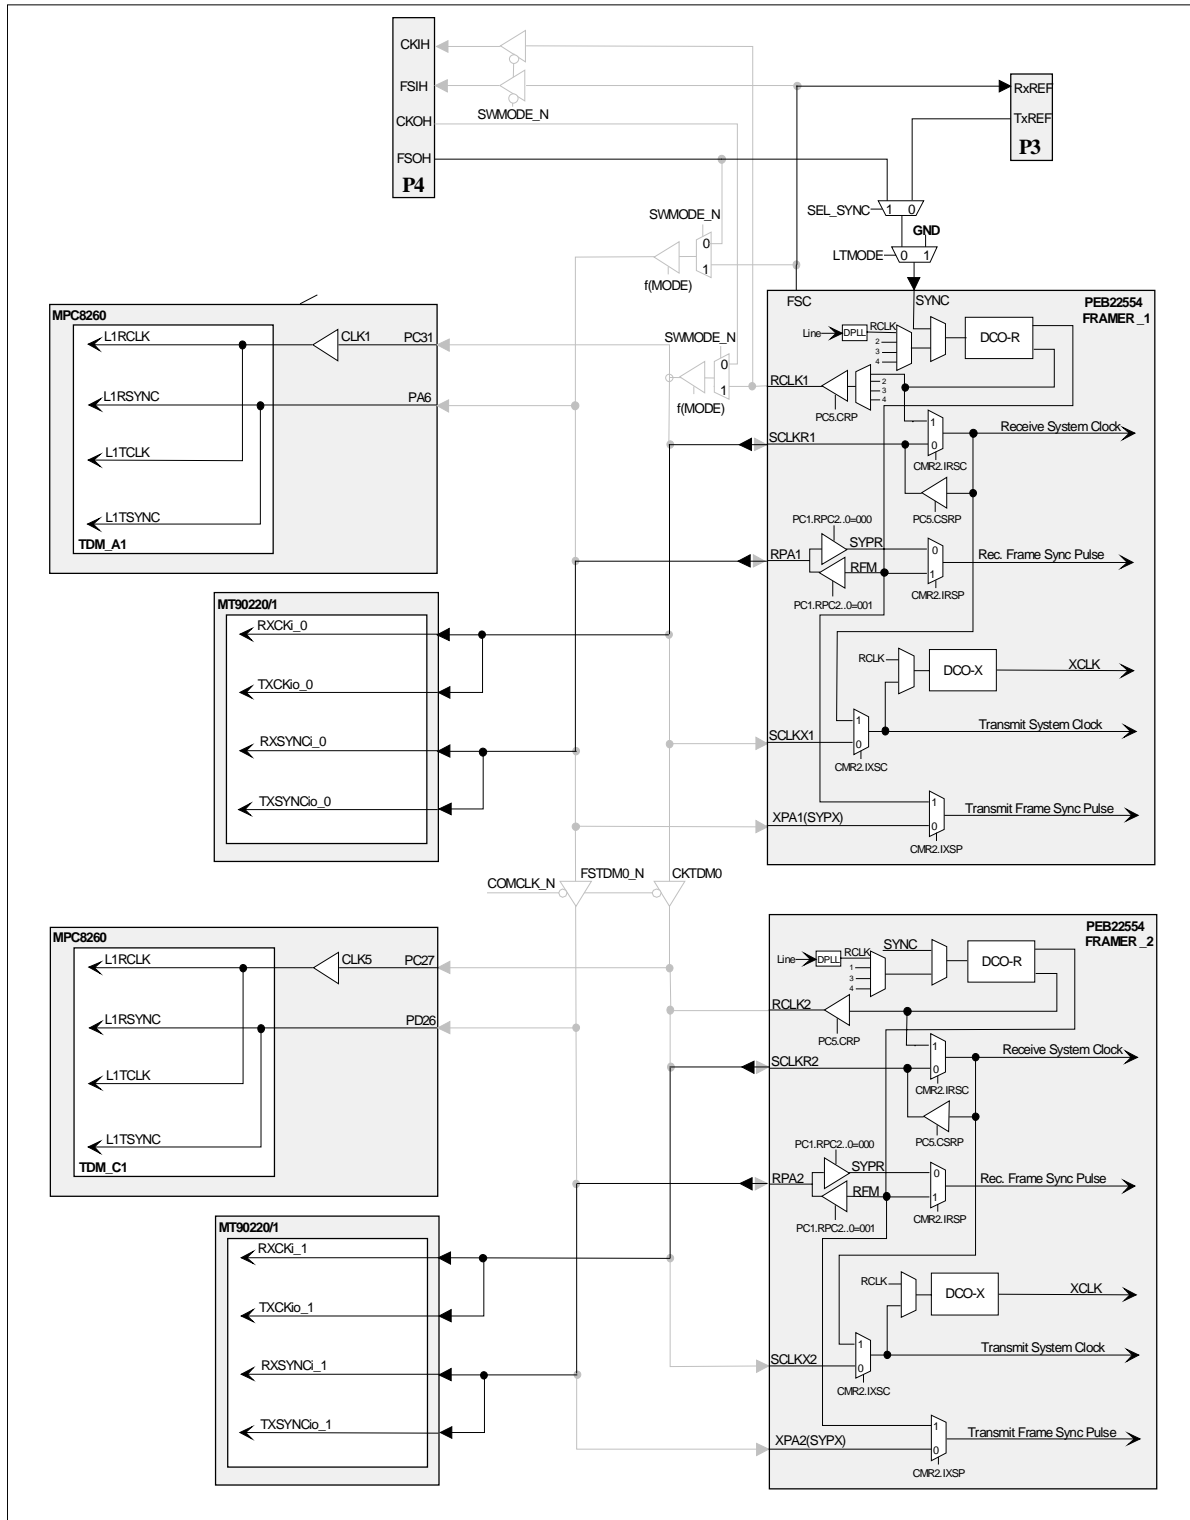 CKIH
FSIH
SWMODE_N
CKOH
FSOH
P4
RxREF
TxREF
P3
SEL_SYNC
1 0
GND
LTMODE
0 1
SWMODE_N
0
1
f(MODE)
FSC
SYNC
PEB22554
FRAMER_1
MPC8260
L1RCLK
CLK1
PC31
L1RSYNC
PA6
L1TCLK
L1TSYNC
TDM_A1
SWMODE_N
0
1
f(MODE)
Line
DPLL
RCLK
2
3
4
DCO-R
RCLK1
2
3
4
PC5.CRP
SCLKR1
1
0
Receive System Clock
CMR2.IRSC
PC5.CSRP
PC1.RPC2..0=000
RPA1
SYPR
RFM
0
1
Rec. Frame Sync Pulse
CMR2.IRSP
PC1.RPC2..0=001
MT90220/1
RXCKi_0
TXCKio_0
RXSYNCi_0
TXSYNCio_0
RCLK
DCO-X
XCLK
SCLKX1
1
0
Transmit System Clock
CMR2.IXSC
XPA1(SYPX)
1
0
Transmit Frame Sync Pulse
CMR2.IXSP
COMCLK_N
FSTDM0_N
CKTDM0
MPC8260
L1RCLK
CLK5
PC27
L1RSYNC
PD26
L1TCLK
L1TSYNC
TDM_C1
PEB22554
FRAMER_2
SYNC
Line
DPLL
RCLK
1
3
4
DCO-R
RCLK2
PC5.CRP
SCLKR2
1
0
Receive System Clock
CMR2.IRSC
PC5.CSRP
PC1.RPC2..0=000
RPA2
SYPR
RFM
0
1
Rec. Frame Sync Pulse
CMR2.IRSP
PC1.RPC2..0=001
MT90220/1
RXCKi_1
TXCKio_1
RXSYNCi_1
TXSYNCio_1
RCLK
DCO-X
XCLK
SCLKX2
1
0
Transmit System Clock
CMR2.IXSC
XPA2(SYPX)
1
0
Transmit Frame Sync Pulse
CMR2.IXSP